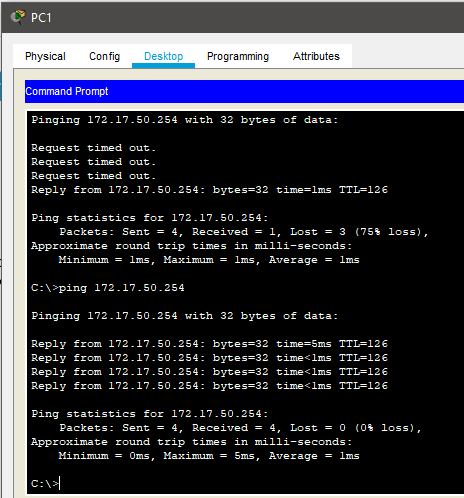 PC1
Physical Config Desktop Programming Attributes
Command Prompt
Pinging 172.17.50.254 with 32 bytes of data:
Request timed out.
Request timed out.
Request timed out.
Reply from 172.17.50.254: bytes=32 time=1ms TTL=126
Ping statistics for 172.17.50.254:
Packets: Sent = 4, Received = 1, Lost = 3 (75% loss),
Approximate round trip times in milli-seconds:
Minimum = 1ms, Maximum = 1ms, Average = 1ms
C:\>ping 172.17.50.254
Pinging 172.17.50.254 with 32 bytes of data:
Reply from 172.17.50.254: bytes=32 time=5ms TTL=126
Reply from 172.17.50.254: bytes=32 time<1ms TTL=126
Reply from 172.17.50.254: bytes=32 time<1ms TTL=126
Reply from 172.17.50.254: bytes=32 time<1ms TTL=126
Ping statistics for 172.17.50.254:
Packets: Sent = 4, Received = 4, Lost = 0 (0% loss),
Approximate round trip times in milli-seconds:
Minimum = 0ms, Maximum = 5ms, Average = 1ms
C:\>